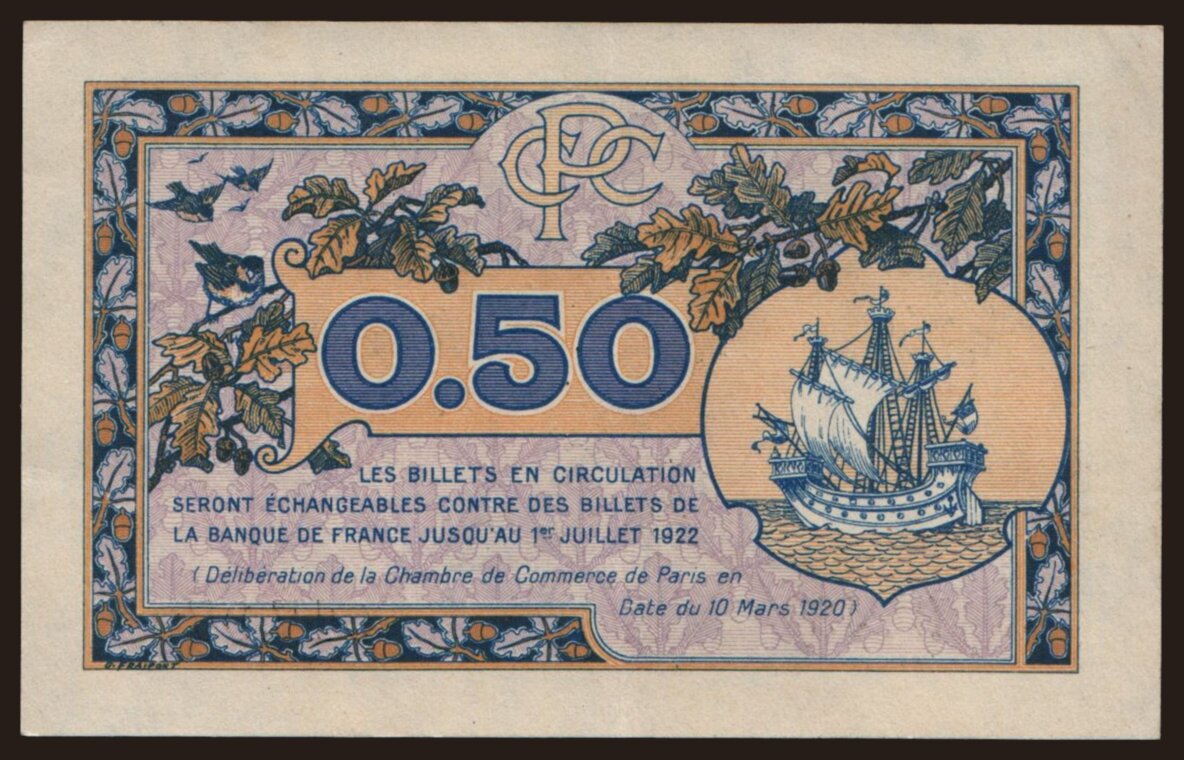 CPC
0.50
LES BILLETS EN CIRCULATION
SERONT ÉCHANGEABLES CONTRE DES BILLETS DE
LA BANQUE DE FRANCE JUSQU'AU 1er JUILLET 1922
(Délibération de la Chambre de Commerce de Paris en
Date du 10 Mars 1920)
G. FRAIPONT